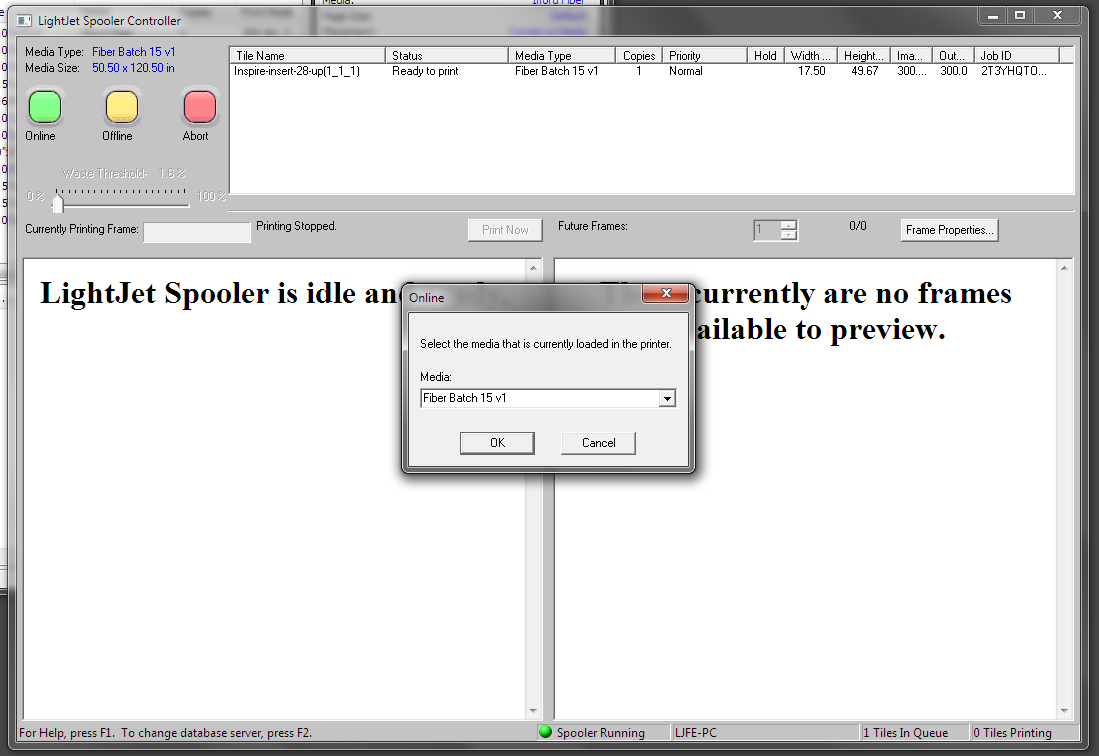 Media: Ilford Fiber
LightJet Spooler Controller
Media Type: Fiber Batch 15 v1
Media Size: 50.50 x 120.50 in
Online Offline Abort
Waste Threshold- 1.6 %
0 % 100 %
Tile Name Status Media Type Copies Priority Hold Width ... Height... Ima... Out... Job ID
Inspire-insert-28-up(1_1_1) Ready to print Fiber Batch 15 v1 1 Normal 17.50 49.67 300.... 300.0 2T3YHQTO...
Currently Printing Frame: Printing Stopped. Print Now Future Frames: 1 0/0 Frame Properties...
LightJet Spooler is idle and
currently are no frames
ailable to preview.
Online
Select the media that is currently loaded in the printer.
Media:
Fiber Batch 15 v1
OK Cancel
For Help, press F1. To change database server, press F2. Spooler Running LIFE-PC 1 Tiles In Queue 0 Tiles Printing